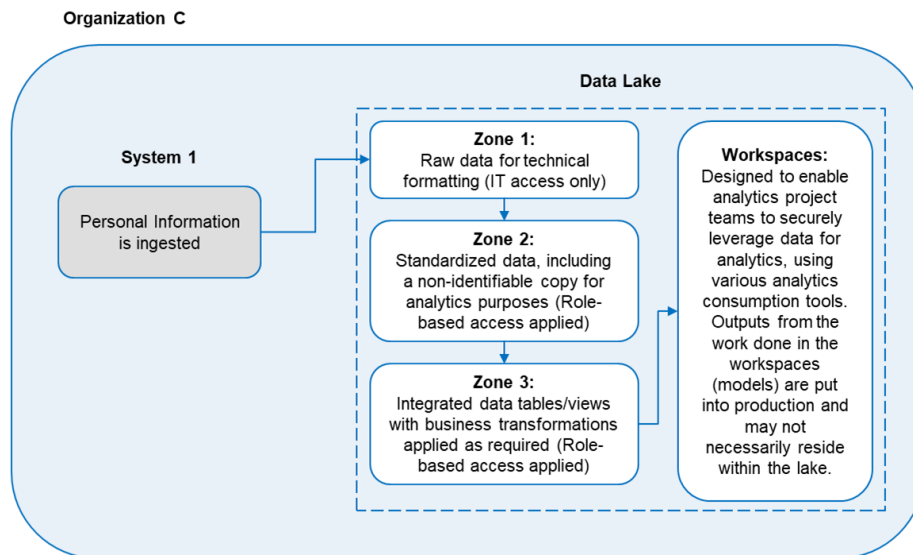 Organization C
Data Lake
System 1
Personal Information
is ingested
Zone 1:
Raw data for technical
formatting (IT access only)
Zone 2:
Standardized data, including
a non-identifiable copy for
analytics purposes (Role-
based access applied)
Zone 3:
Integrated data tables/views
with business transformations
applied as required (Role-
based access applied)
Workspaces:
Designed to enable
analytics project
teams to securely
leverage data for
analytics, using
various analytics
consumption tools.
Outputs from the
work done in the
workspaces
(models) are put
into production and
may not
necessarily reside
within the lake.